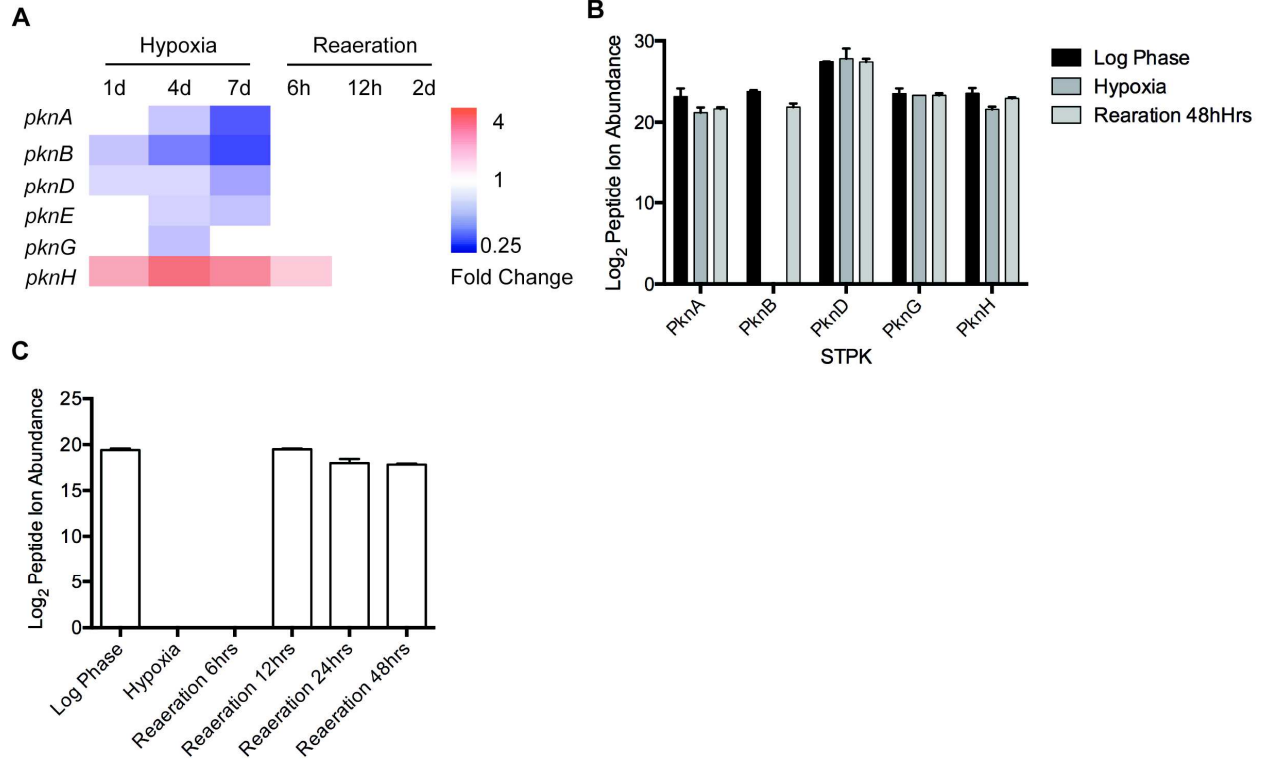 A
Hypoxia Reaeration
1d 4d 7d 6h 12h 2d
pknA
pknB
pknD
pknE
pknG
pknH
4
1
0.25
Fold Change
B
Log2 Peptide Ion Abundance
30
20
10
0
PknA PknB PknD PknG PknH
STPK
Log Phase
Hypoxia
Rearation 48hHrs
C
Log2 Peptide Ion Abundance
25
20
15
10
5
0
Log Phase Hypoxia Reaeration 6hrs Reaeration 12hrs Reaeration 24hrs Reaeration 48hrs